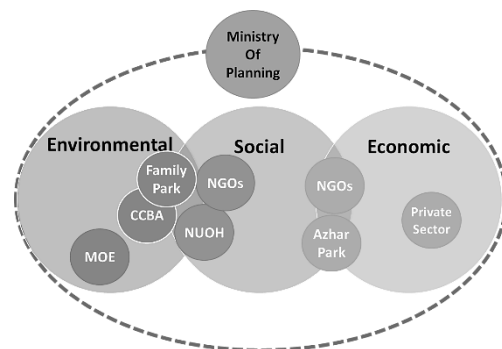 Ministry
Of
Planning
Environmental
Social
Economic
Family
Park
NGOs
NGOs
CCBA
Private
Sector
NUOH
Azhar
Park
MOE